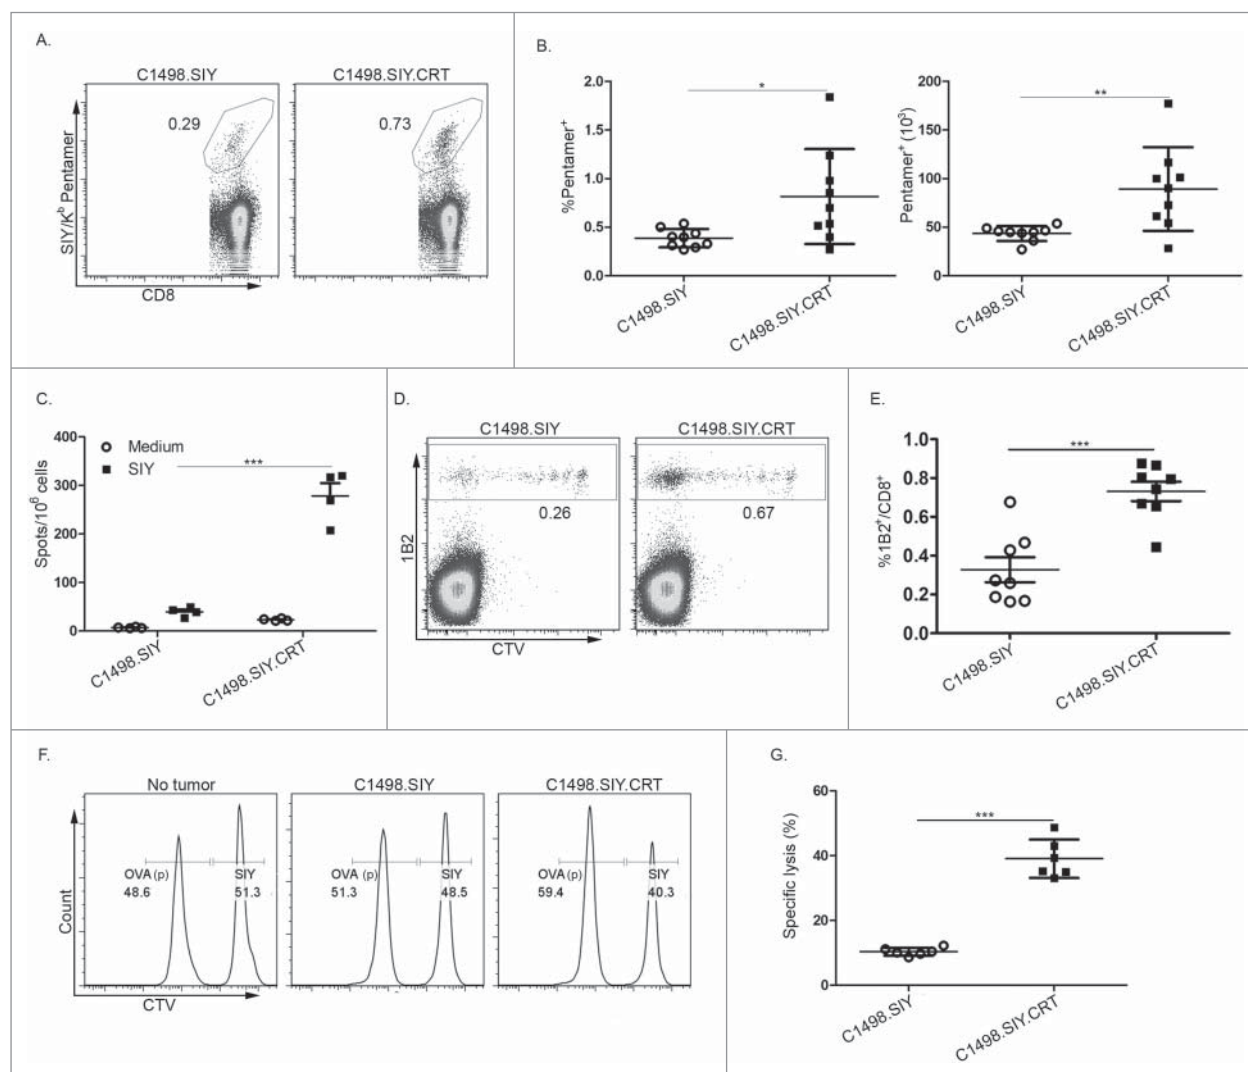 A.
C1498.SIY
C1498.SIY.CRT
0.29
0.73
SIY/Kᵇ Pentamer
CD8
B.
%Pentamer⁺
2.0
1.5
1.0
0.5
0.0
*
C1498.SIY
C1498.SIY.CRT
Pentamer⁺ (10³)
200
150
100
50
0
**
C1498.SIY
C1498.SIY.CRT
C.
Spots/10⁶ cells
400
300
200
100
0
Medium
SIY
***
C1498.SIY
C1498.SIY.CRT
D.
C1498.SIY
C1498.SIY.CRT
0.26
0.67
1B2
CTV
E.
%1B2⁺/CD8⁺
1.0
0.8
0.6
0.4
0.2
0.0
***
C1498.SIY
C1498.SIY.CRT
F.
No tumor
C1498.SIY
C1498.SIY.CRT
OVA (p)
48.6
SIY
51.3
OVA (p)
51.3
SIY
48.5
OVA (p)
59.4
SIY
40.3
Count
CTV
G.
Specific lysis (%)
60
40
20
0
***
C1498.SIY
C1498.SIY.CRT